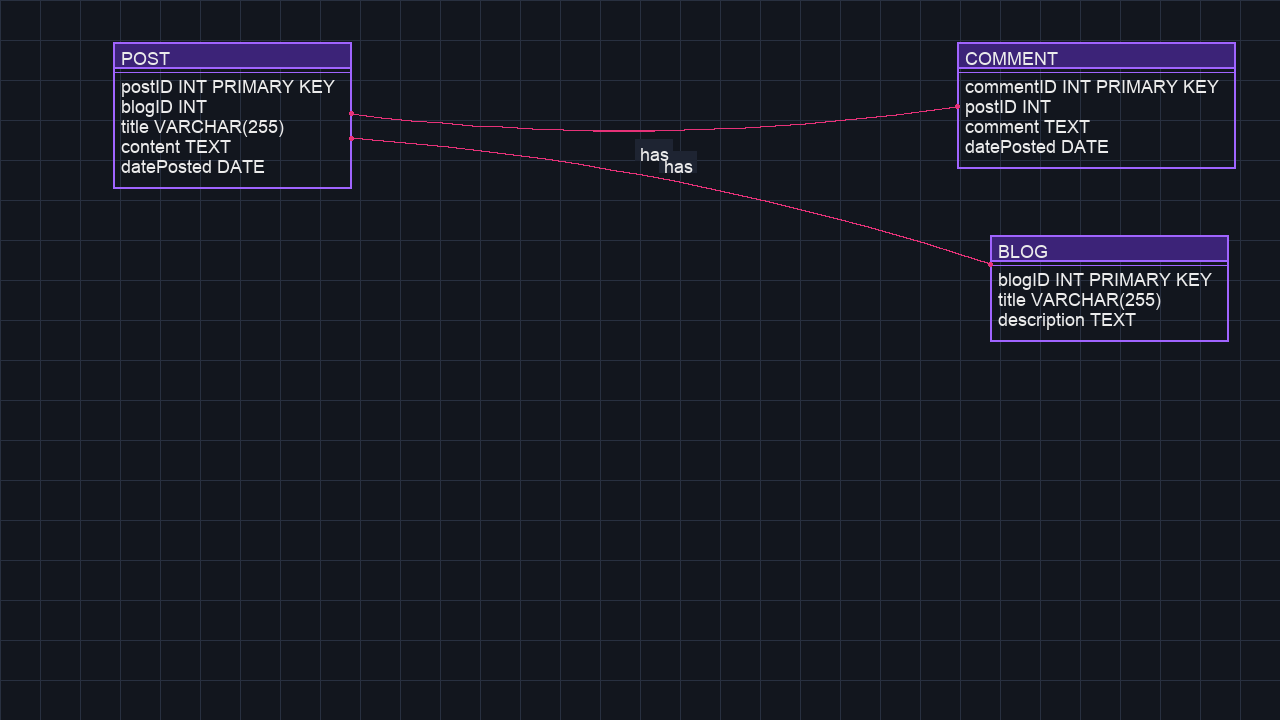 POST
postID INT PRIMARY KEY
blogID INT
title VARCHAR(255)
content TEXT
datePosted DATE
has
has
COMMENT
commentID INT PRIMARY KEY
postID INT
comment TEXT
datePosted DATE
BLOG
blogID INT PRIMARY KEY
title VARCHAR(255)
description TEXT